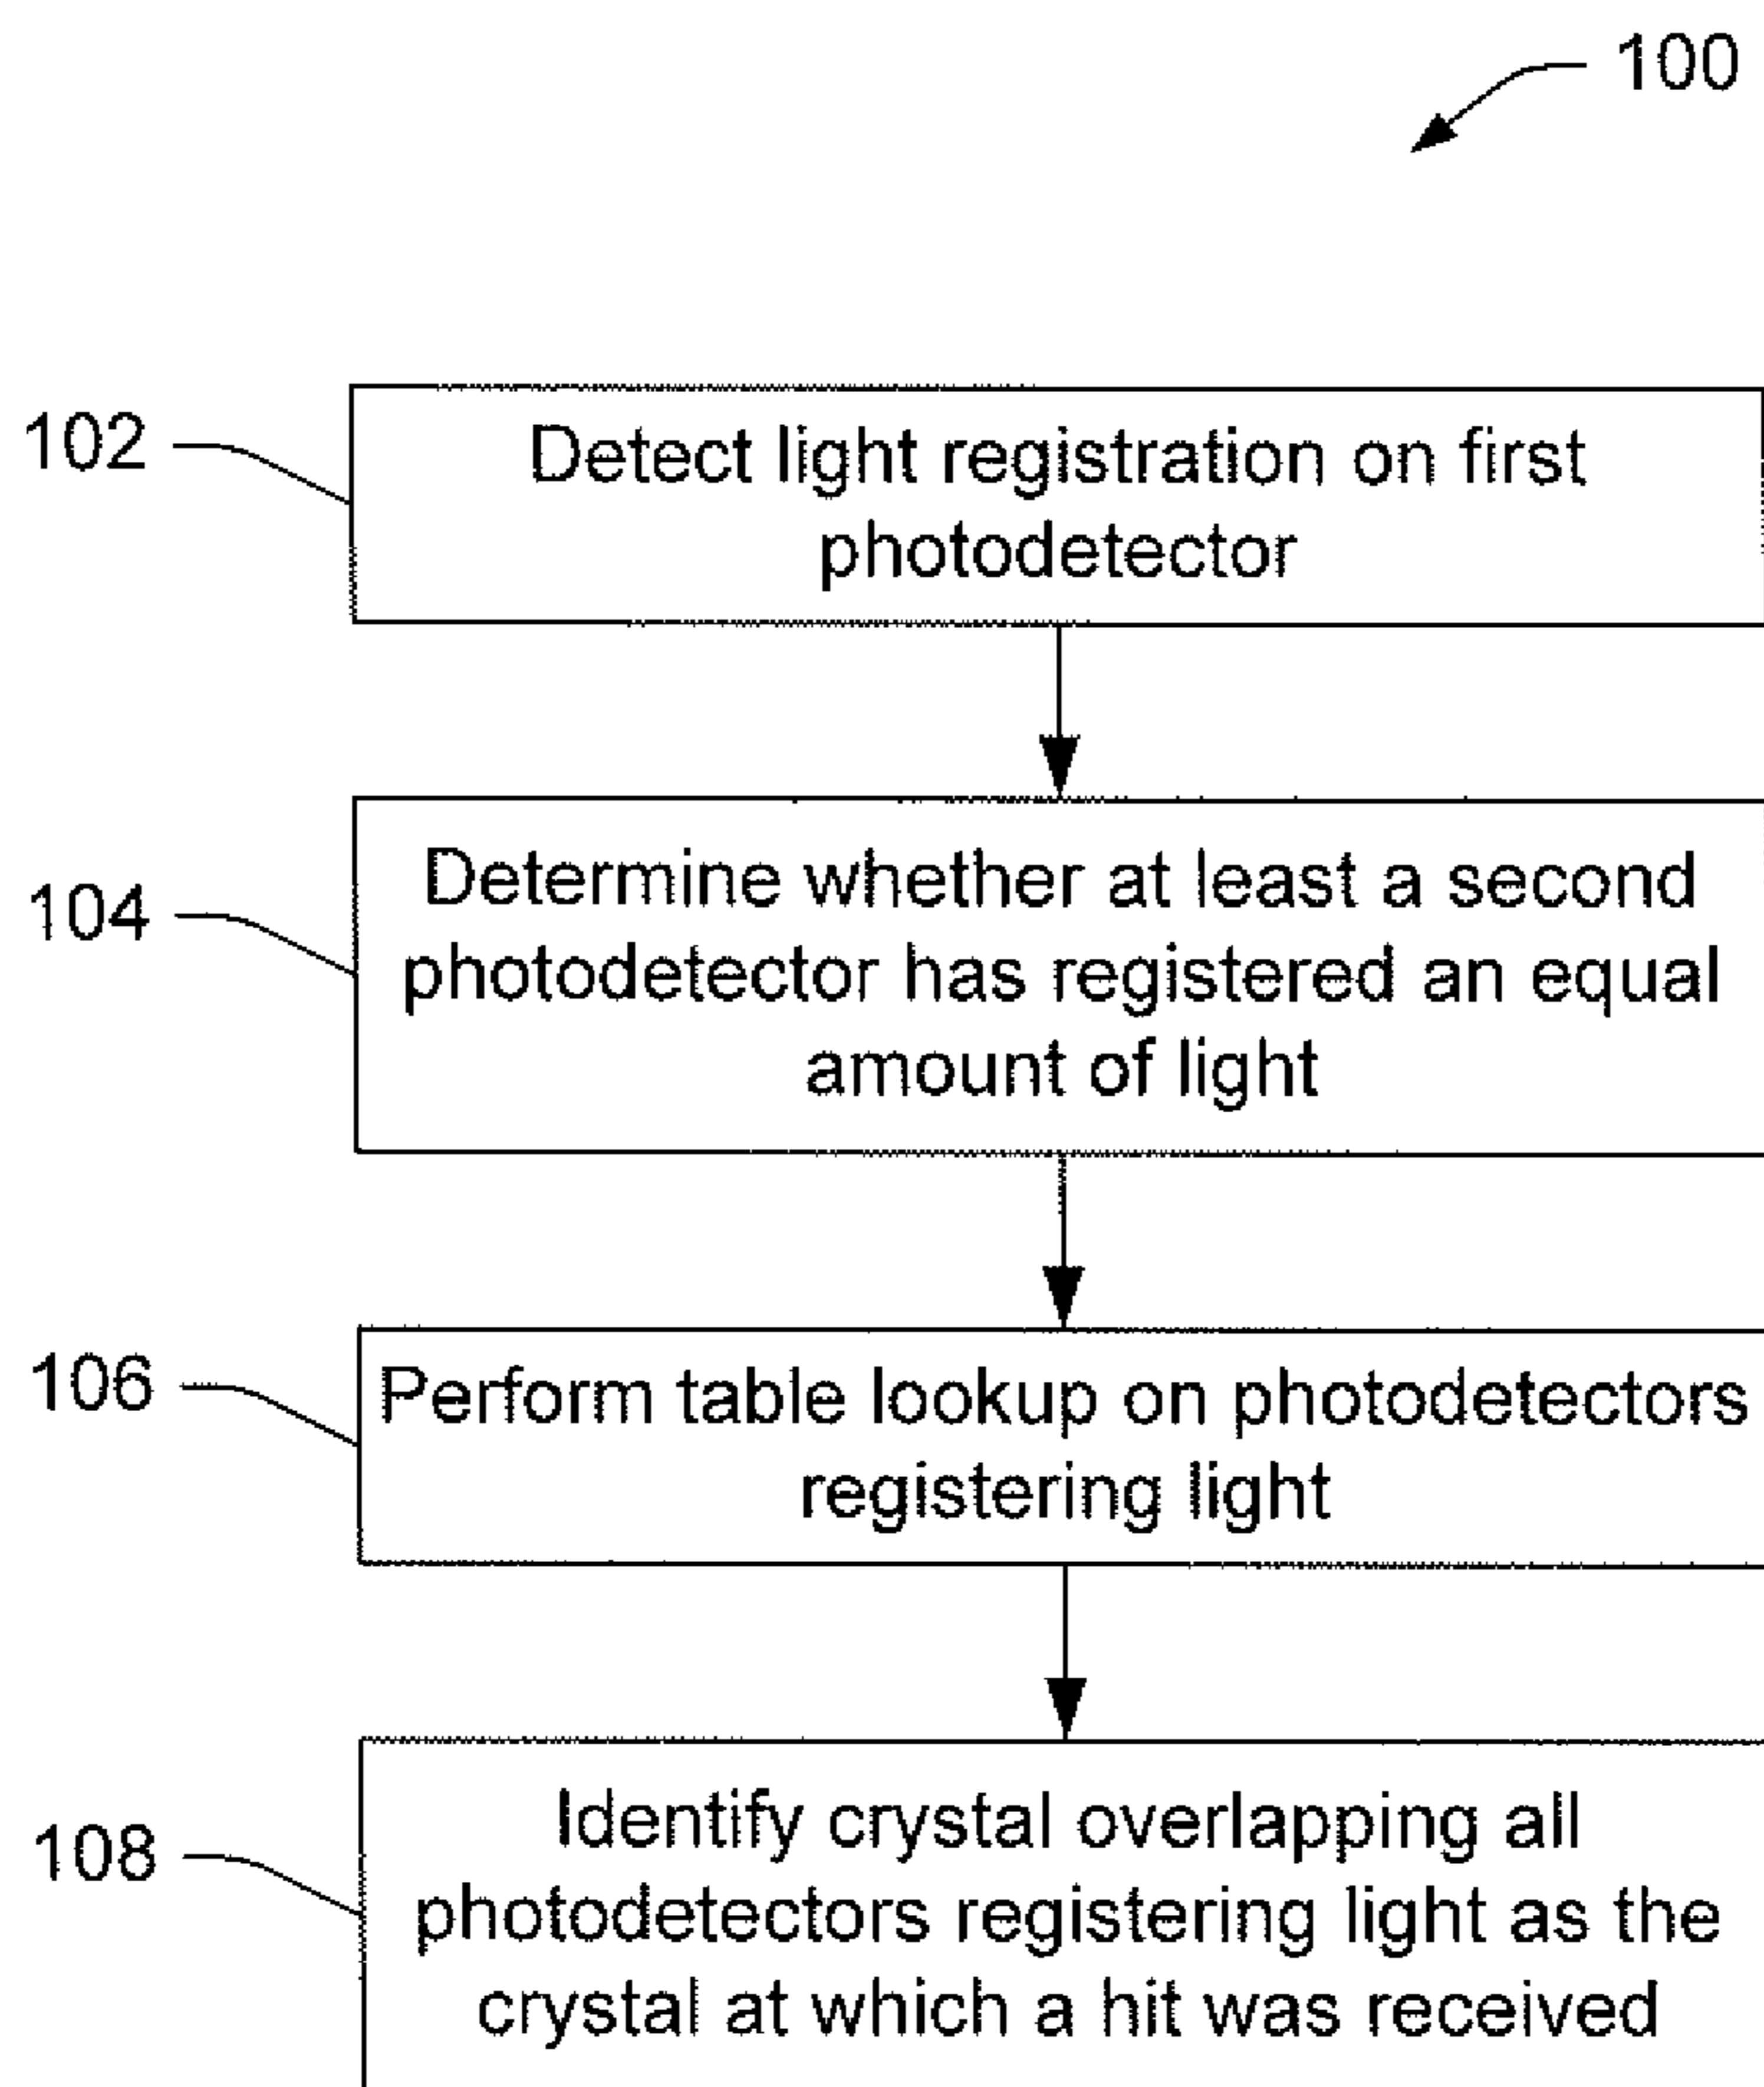 100
102
Detect light registration on first
photodetector
104
Determine whether at least a second
photodetector has registered an equal
amount of light
106
Perform table lookup on photodetectors
registering light
108
Identify crystal overlapping all
photodetectors registering light as the
crystal at which a hit was received